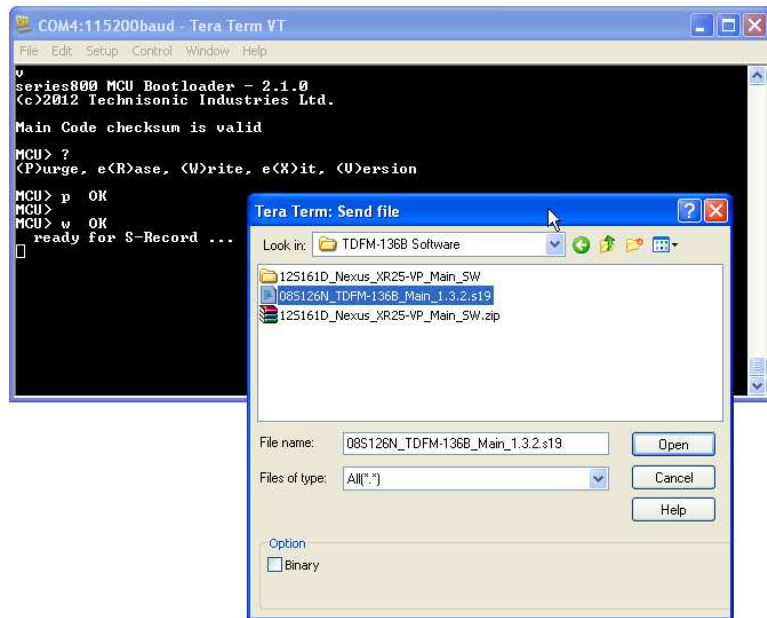 COM4:115200baud - Tera Term VT
File Edit Setup Control Window Help
v
series800 MCU Bootloader - 2.1.0
(c)2012 Technisonic Industries Ltd.
Main Code checksum is valid
MCU> ?
(P)urge, e(R)ase, (W)rite, e(X)it, (V)ersion
MCU> p OK
MCU>
MCU> w OK
ready for S-Record ...
Tera Term: Send file
Look in: TDFM-136B Software
12S161D_Nexus_XR25-VP_Main_SW
08S126N_TDFM-136B_Main_1.3.2.s19
12S161D_Nexus_XR25-VP_Main_SW.zip
File name: 08S126N_TDFM-136B_Main_1.3.2.s19 Open
Files of type: All(*.*) Cancel
Help
Option
Binary